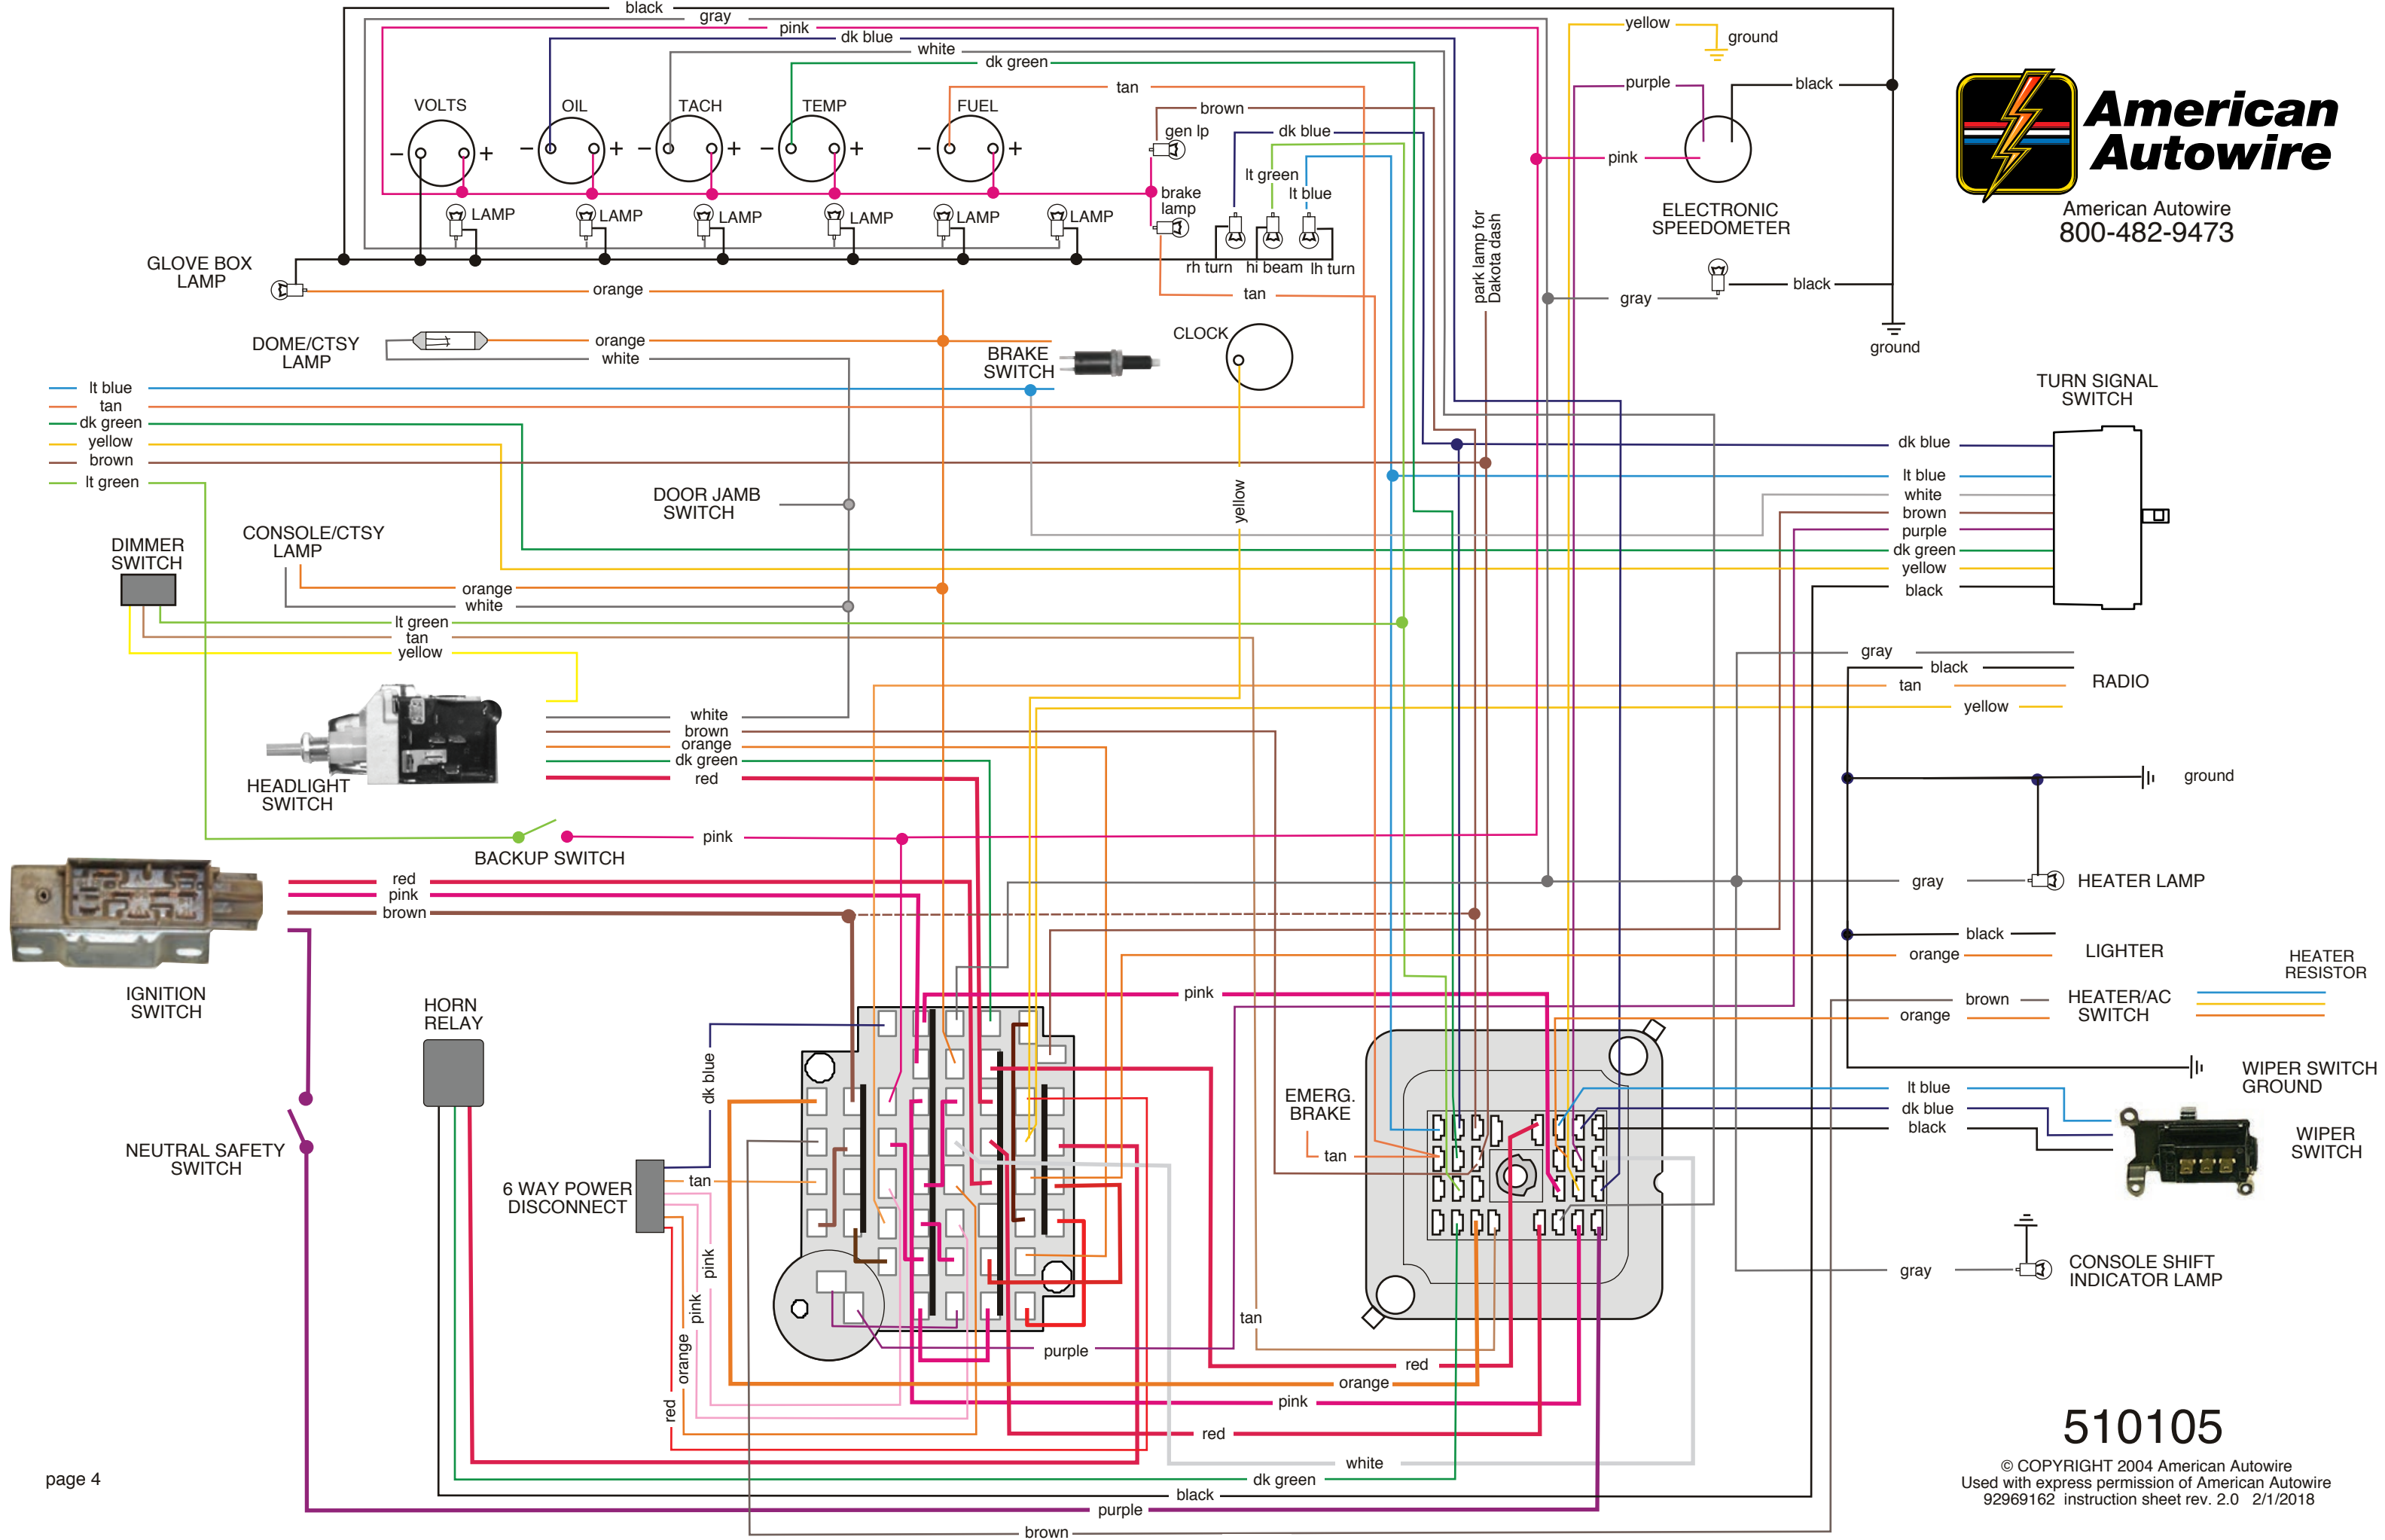 black
gray
pink
dk blue
white
dk green
tan
brown
yellow
ground
purple
black
pink
VOLTS
OIL
TACH
TEMP
FUEL
gen lp
dk blue
lt green
lt blue
brake
lamp
− +
− +
− +
− +
− +
LAMP
LAMP
LAMP
LAMP
LAMP
LAMP
rh turn
hi beam
lh turn
tan
ELECTRONIC
SPEEDOMETER
gray
black
ground
park lamp for
Dakota dash
American
Autowire
American Autowire
800-482-9473
GLOVE BOX
LAMP
orange
DOME/CTSY
LAMP
orange
white
BRAKE
SWITCH
CLOCK
yellow
lt blue
tan
dk green
yellow
brown
lt green
DOOR JAMB
SWITCH
TURN SIGNAL
SWITCH
dk blue
lt blue
white
brown
purple
dk green
yellow
black
DIMMER
SWITCH
CONSOLE/CTSY
LAMP
orange
white
lt green
tan
yellow
gray
black
tan
yellow
RADIO
HEADLIGHT
SWITCH
white
brown
orange
dk green
red
ground
BACKUP SWITCH
pink
gray
HEATER LAMP
IGNITION
SWITCH
red
pink
brown
black
orange
LIGHTER
HEATER
RESISTOR
brown
orange
HEATER/AC
SWITCH
WIPER SWITCH
GROUND
lt blue
dk blue
black
WIPER
SWITCH
gray
CONSOLE SHIFT
INDICATOR LAMP
HORN
RELAY
NEUTRAL SAFETY
SWITCH
pink
dk blue
EMERG.
BRAKE
tan
6 WAY POWER
DISCONNECT
tan
pink
pink
orange
red
tan
purple
red
orange
pink
red
white
dk green
black
purple
brown
page 4
510105
© COPYRIGHT 2004 American Autowire
Used with express permission of American Autowire
92969162 instruction sheet rev. 2.0 2/1/2018